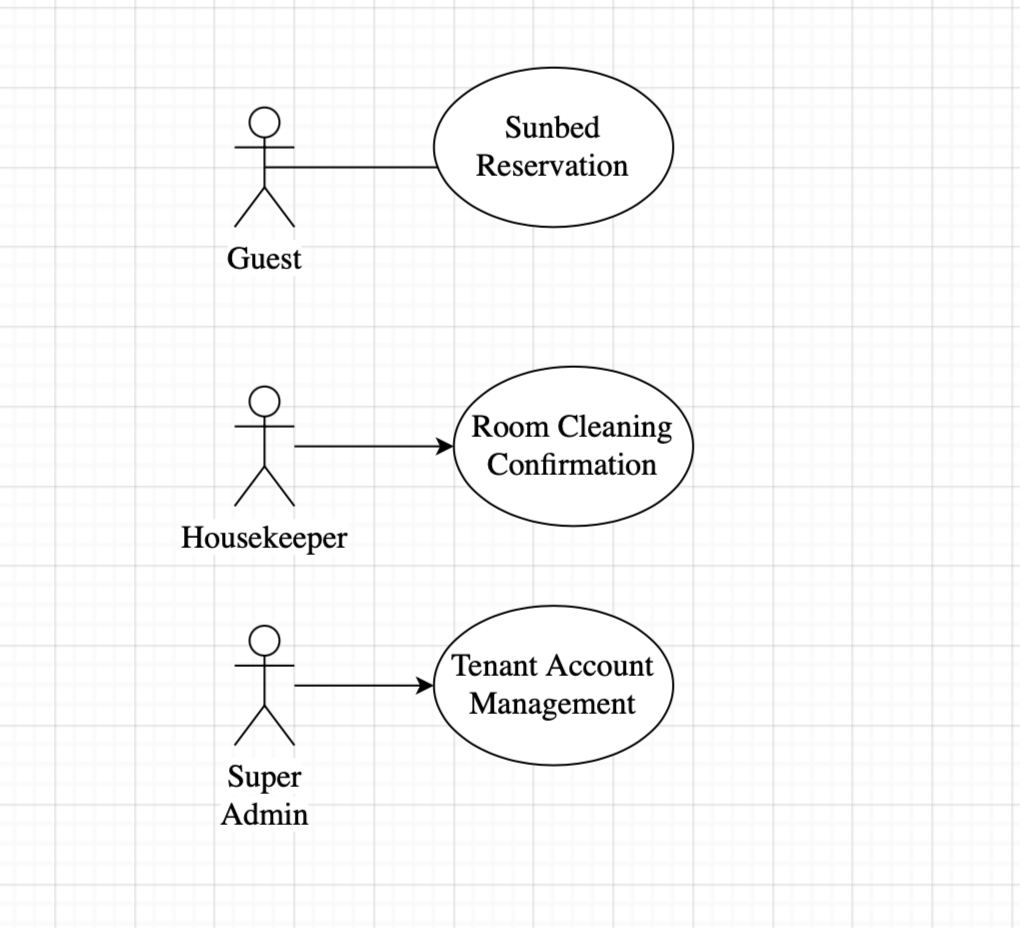 Sunbed
Reservation
Guest
Room Cleaning
Confirmation
Housekeeper
Tenant Account
Management
Super
Admin